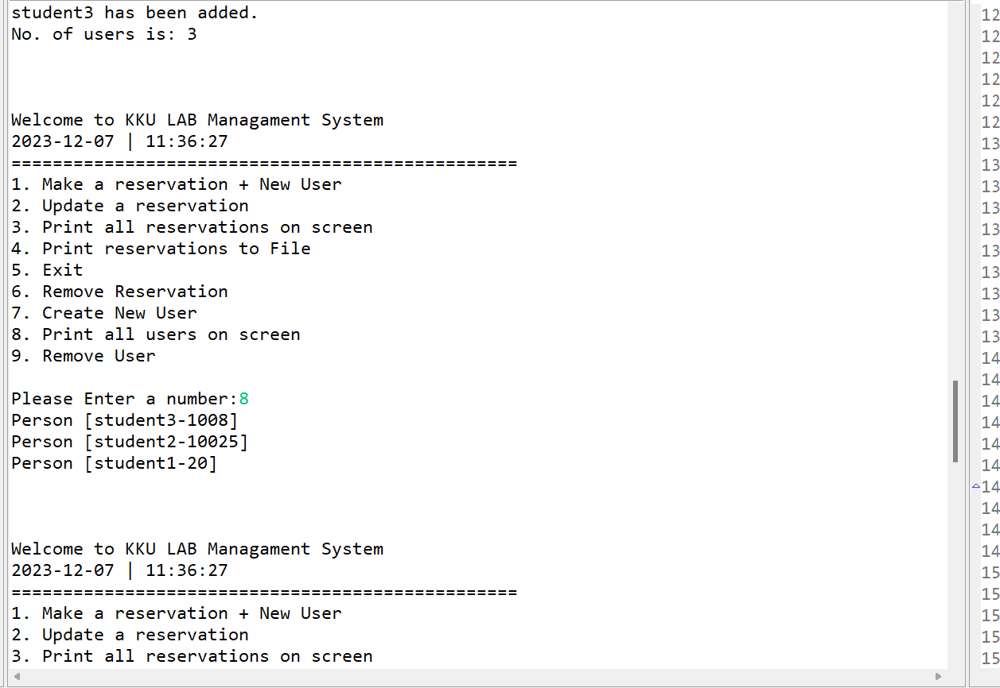 student3 has been added.
No. of users is: 3
Welcome to KKU LAB Managament System
2023-12-07 | 11:36:27
=================================================
1. Make a reservation + New User
2. Update a reservation
3. Print all reservations on screen
4. Print reservations to File
5. Exit
6. Remove Reservation
7. Create New User
8. Print all users on screen
9. Remove User
Please Enter a number:8
Person [student3-1008]
Person [student2-10025]
Person [student1-20]
Welcome to KKU LAB Managament System
2023-12-07 | 11:36:27
=================================================
1. Make a reservation + New User
2. Update a reservation
3. Print all reservations on screen
12
12
12
12
12
12
13
13
13
13
13
13
13
13
13
13
14
14
14
14
14
14
14
14
14
14
15
15
15
15
15